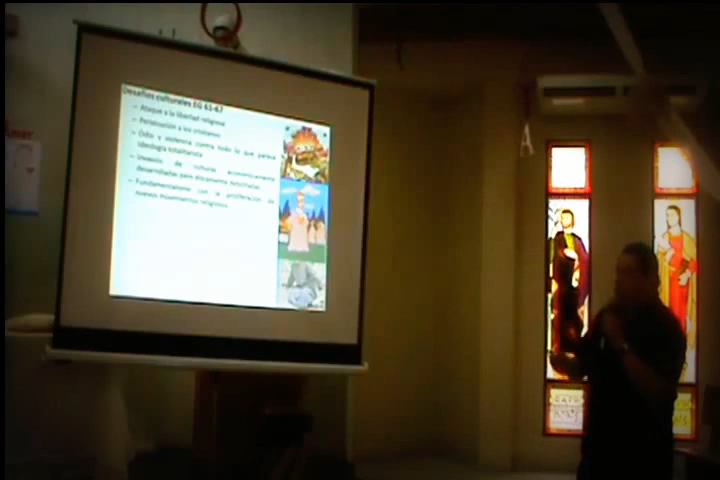 Desafíos culturales EG 61-67
– Ataque a la libertad religiosa
– Persecución a los cristianos
– Odio y violencia contra todo lo que parece
ideología totalitarista
– Invasión de culturas económicamente
desarrolladas pero éticamente debilitadas
– Fundamentalismo con la proliferación de
nuevos movimientos religiosos
A